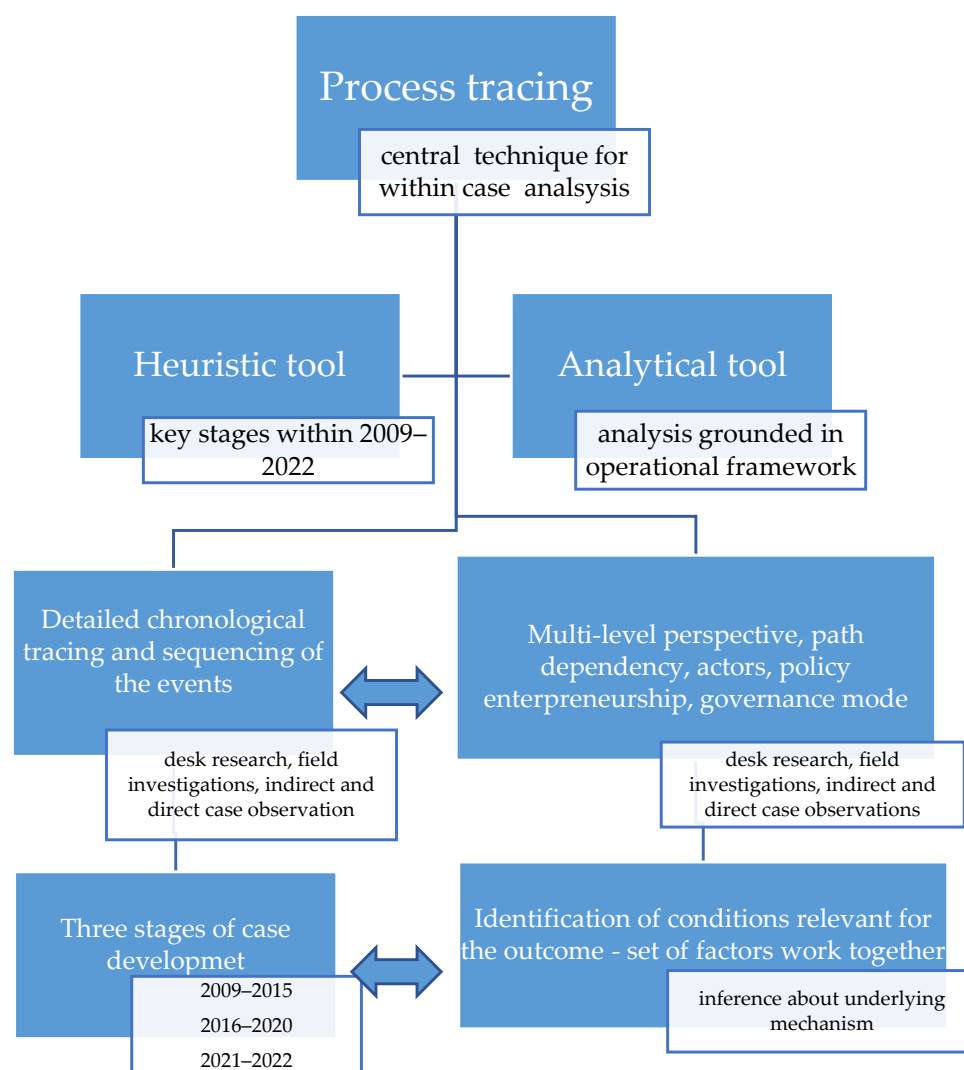 Process tracing
central technique for
within case analsysis
Heuristic tool
key stages within 2009–
2022
Analytical tool
analysis grounded in
operational framework
Detailed chronological
tracing and sequencing of
the events
desk research, field
investigations, indirect and
direct case observation
Multi-level perspective, path
dependency, actors, policy
enterpreneurship, governance mode
desk research, field
investigations, indirect and
direct case observations
Three stages of case
developmet
2009–2015
2016–2020
2021–2022
Identification of conditions relevant for
the outcome - set of factors work together
inference about underlying
mechanism